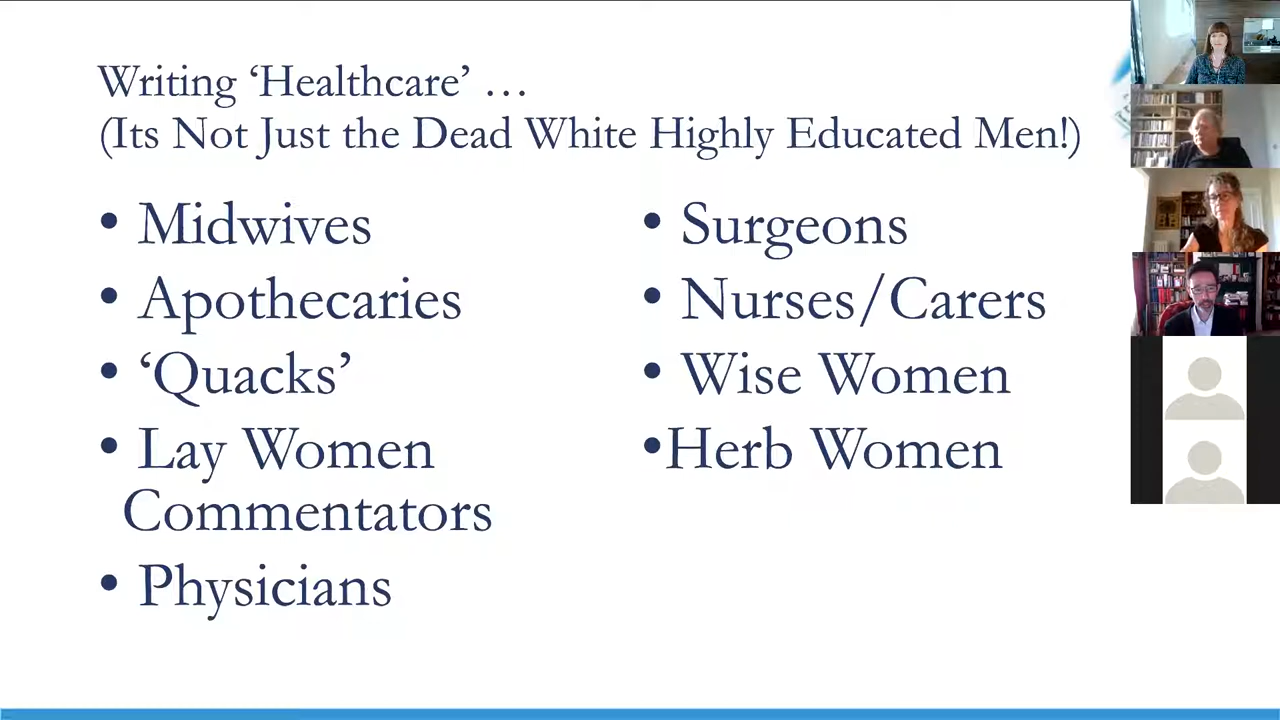 Writing ‘Healthcare’ …
(Its Not Just the Dead White Highly Educated Men!)
• Midwives
• Apothecaries
• ‘Quacks’
• Lay Women
Commentators
• Physicians
• Surgeons
• Nurses/Carers
• Wise Women
•Herb Women